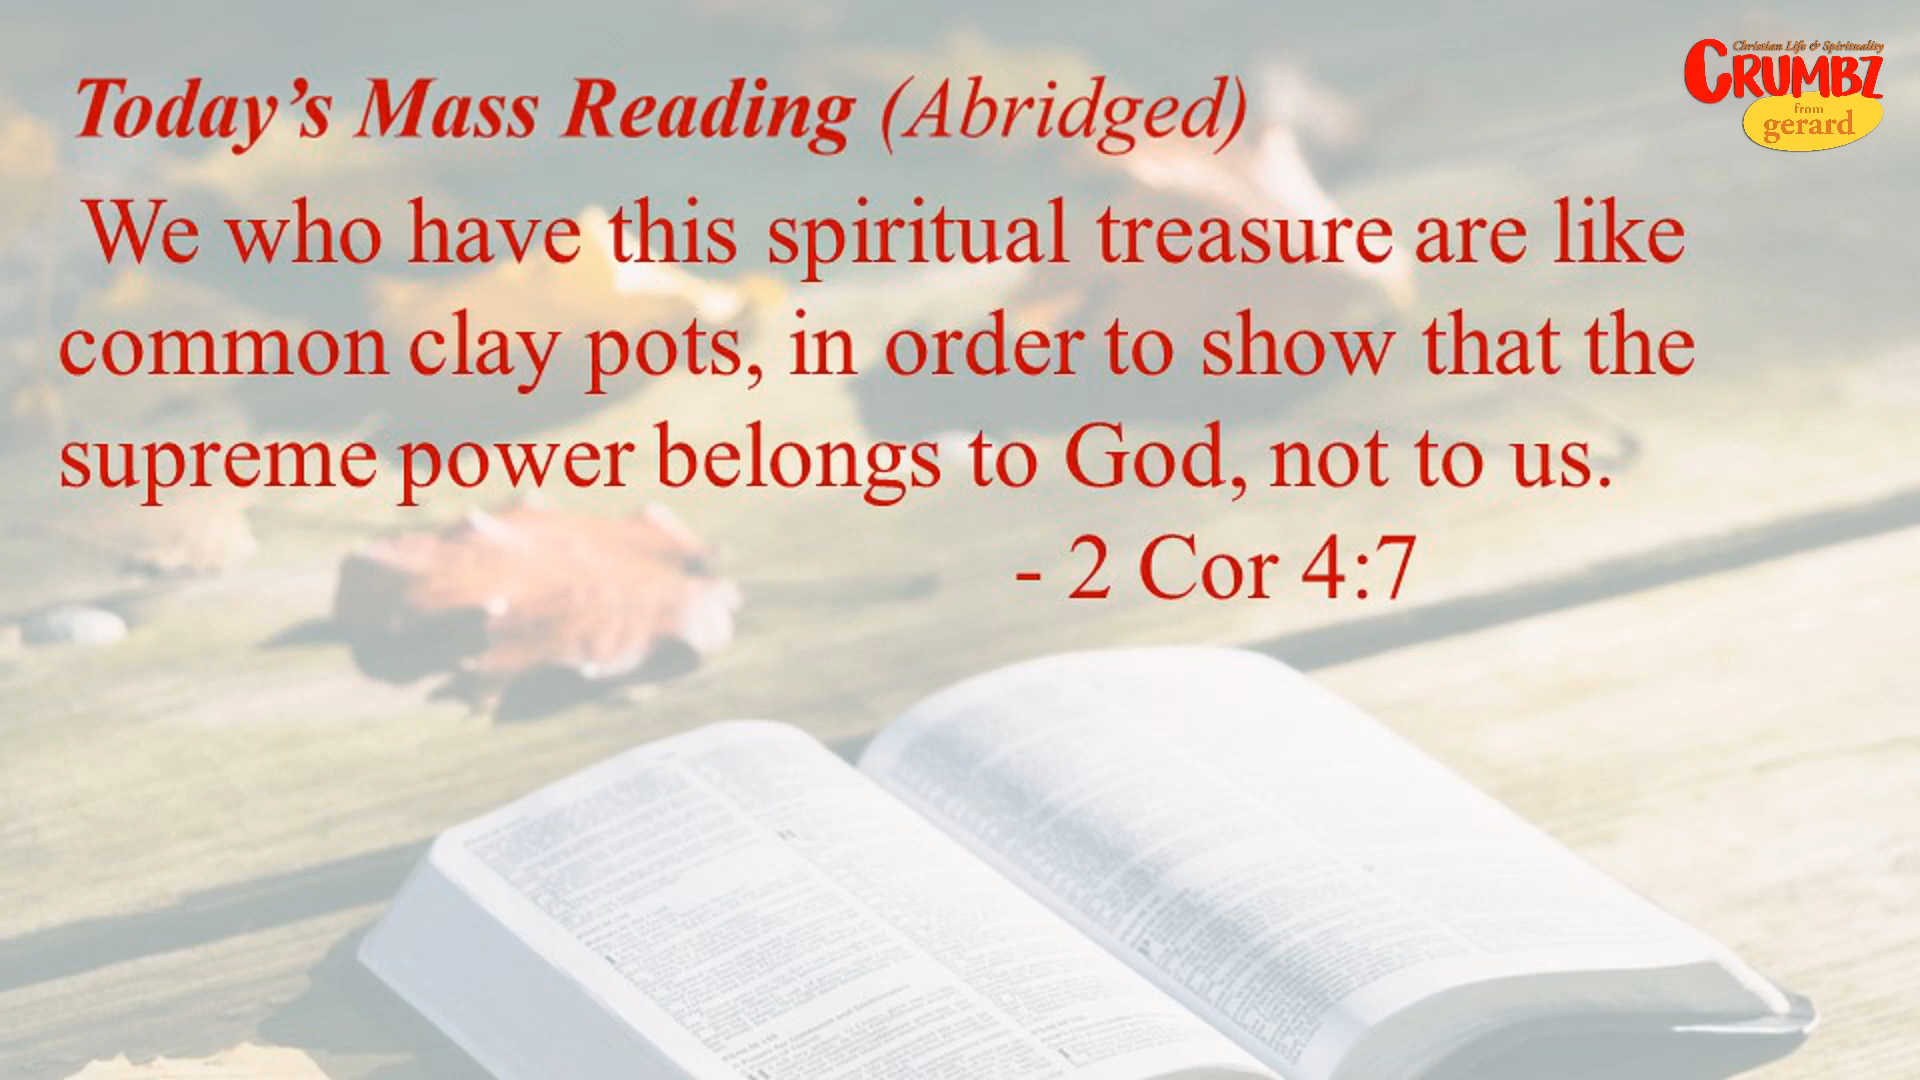 Christian Life & Spirituality
CRUMBZ
from
gerard
Today's Mass Reading (Abridged)
We who have this spiritual treasure are like
common clay pots, in order to show that the
supreme power belongs to God, not to us.
- 2 Cor 4:7